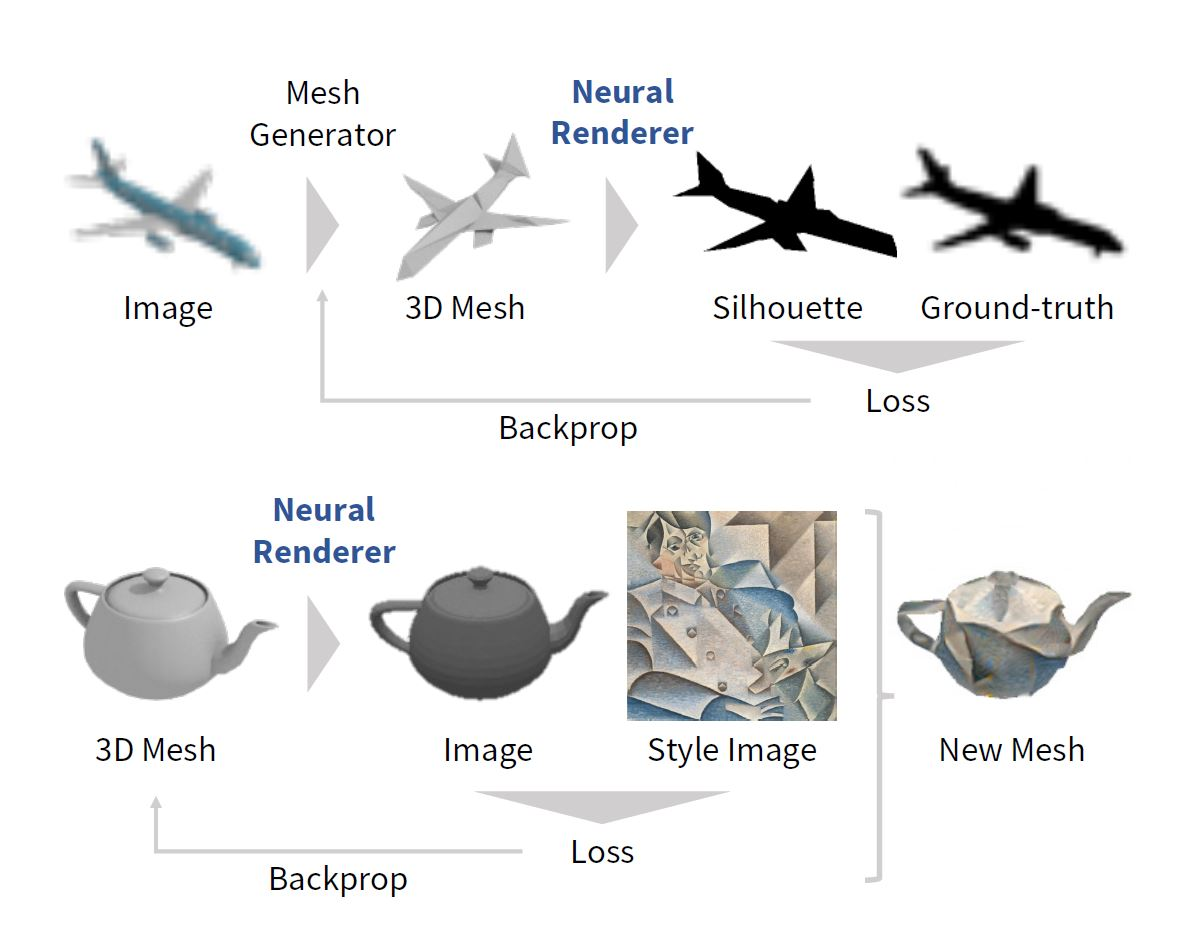 Mesh
Generator
Neural
Renderer
Image
3D Mesh
Silhouette
Ground-truth
Loss
Backprop
Neural
Renderer
3D Mesh
Image
Style Image
New Mesh
Loss
Backprop